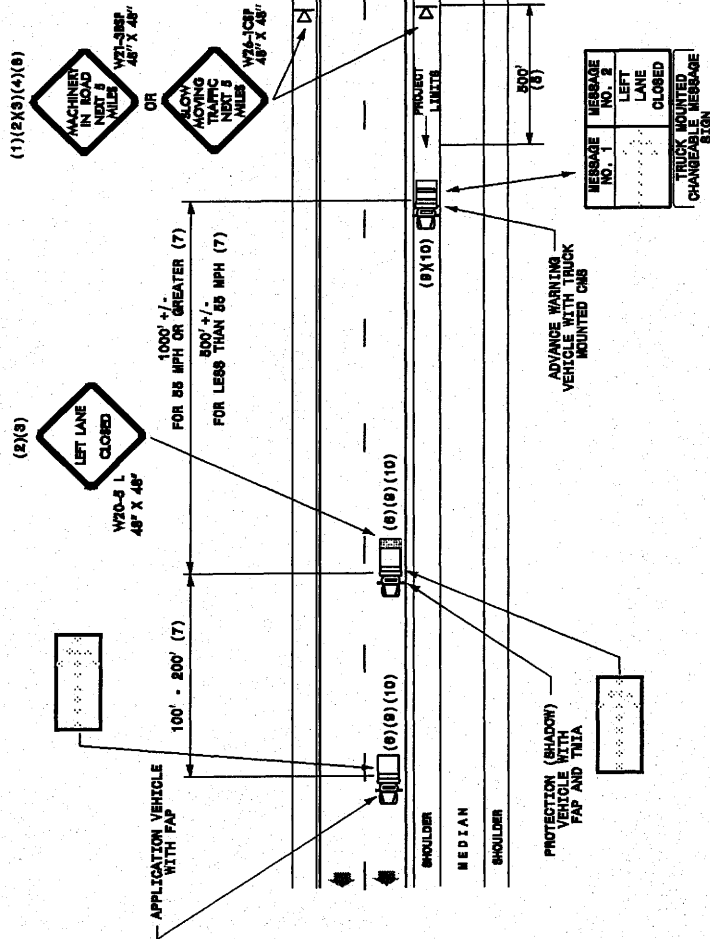 (1)(2)(3)(4)(8)
MACHINERY
IN ROAD
NEXT 5
MILES
W21-3BSP
48" X 48"
OR
SLOW
MOVING
TRAFFIC
NEXT 5
MILES
W26-1CSP
48" X 48"
(2)(3)
LEFT LANE
CLOSED
W20-5 L
48" X 48"
1000' +/-
FOR 55 MPH OR GREATER (7)
500' +/-
FOR LESS THAN 55 MPH (7)
100' - 200' (7)
APPLICATION VEHICLE
WITH FAP
(6)(9)(10)
(6)(9)(10)
(9)(10)
PROJECT
LIMITS
500'
(5)
SHOULDER
MEDIAN
SHOULDER
PROTECTION (SHADOW)
VEHICLE WITH
FAP AND TMIA
ADVANCE WARNING
VEHICLE WITH TRUCK
MOUNTED CMS
MESSAGE
NO. 1
MESSAGE
NO. 2
LEFT
LANE
CLOSED
TRUCK MOUNTED
CHANGEABLE MESSAGE
SIGN